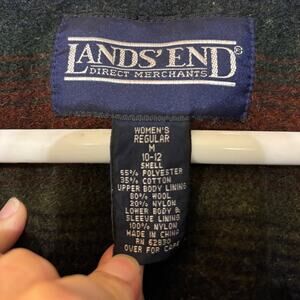 LANDS' END®
DIRECT MERCHANTS
WOMEN'S
REGULAR
M
10-12
SHELL
65% POLYESTER
35% COTTON
UPPER BODY LINING
80% WOOL
20% NYLON
LOWER BODY &
SLEEVE LINING
100% NYLON
MADE IN CHINA
RN 62830
OVER FOR CARE